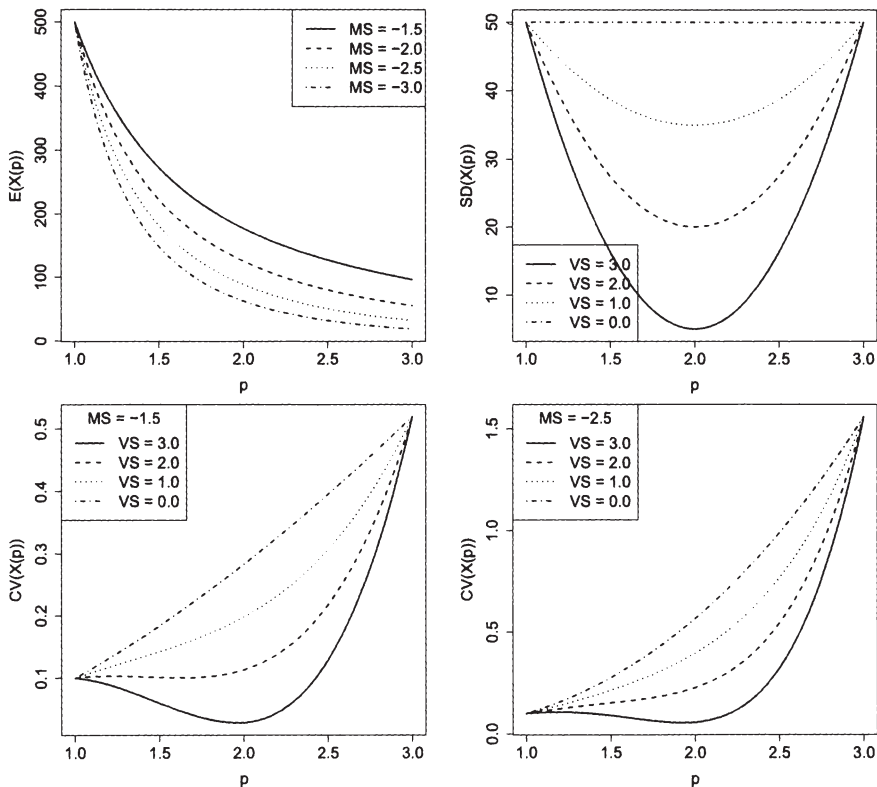 E(X(p))
500
400
300
200
100
0
MS = −1.5
MS = −2.0
MS = −2.5
MS = −3.0
1.0 1.5 2.0 2.5 3.0
p
SD(X(p))
50
40
30
20
10
VS = 3.0
VS = 2.0
VS = 1.0
VS = 0.0
1.0 1.5 2.0 2.5 3.0
p
CV(X(p))
0.5
0.4
0.3
0.2
0.1
MS = −1.5
VS = 3.0
VS = 2.0
VS = 1.0
VS = 0.0
1.0 1.5 2.0 2.5 3.0
p
CV(X(p))
1.5
1.0
0.5
0.0
MS = −2.5
VS = 3.0
VS = 2.0
VS = 1.0
VS = 0.0
1.0 1.5 2.0 2.5 3.0
p